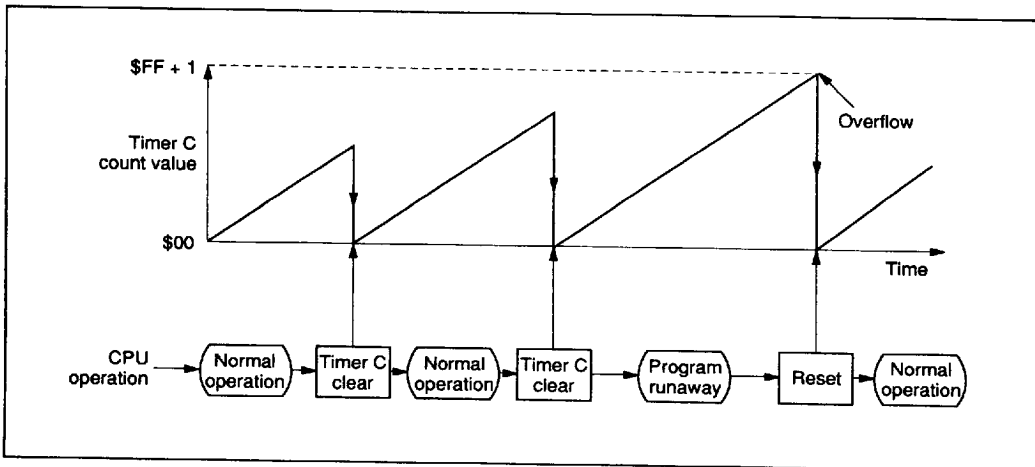 $FF + 1
Overflow
Timer C
count value
$00
Time
CPU
operation
Normal
operation
Timer C
clear
Normal
operation
Timer C
clear
Program
runaway
Reset
Normal
operation